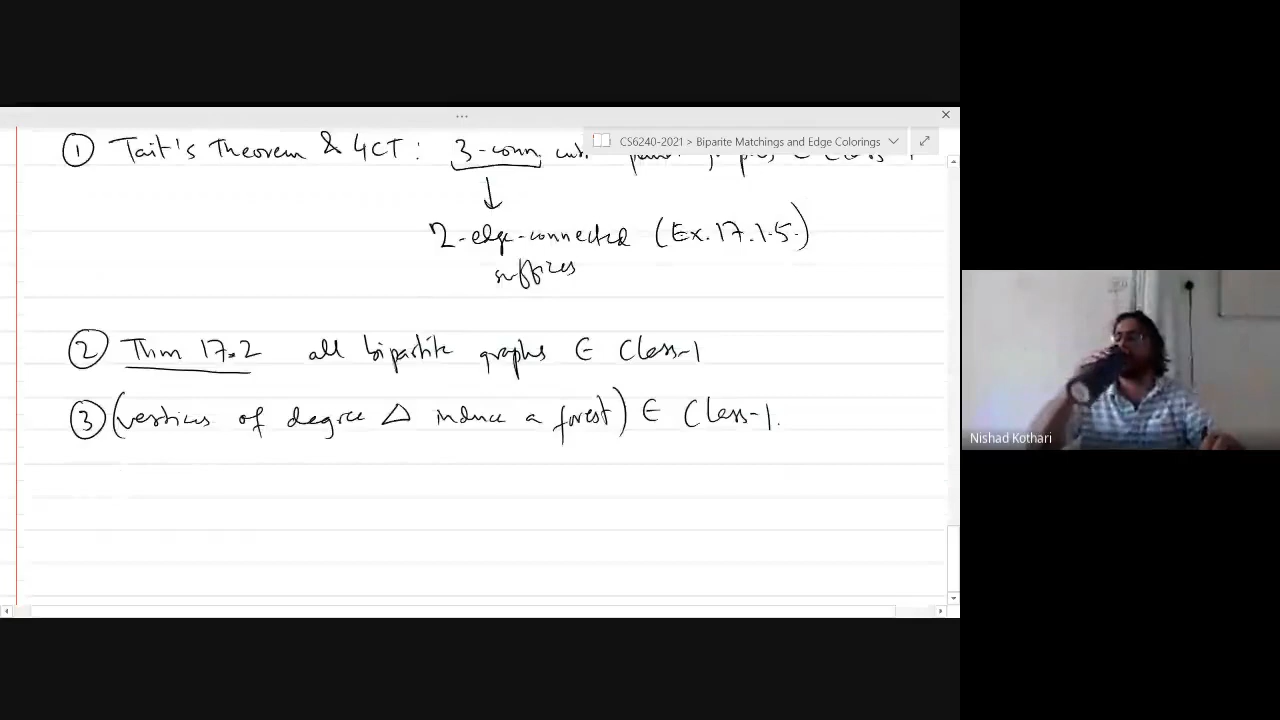 CS6240-2021 > Biparite Matchings and Edge Colorings
① Tait's Theorem & 4CT: 3-conn.
↓
2-edge-connected (Ex. 17.1.5.)
suffices
② Thm 17.2 all bipartite graphs ∈ Class-1
③ (vertices of degree Δ induce a forest) ∈ Class-1.
Nishad Kothari